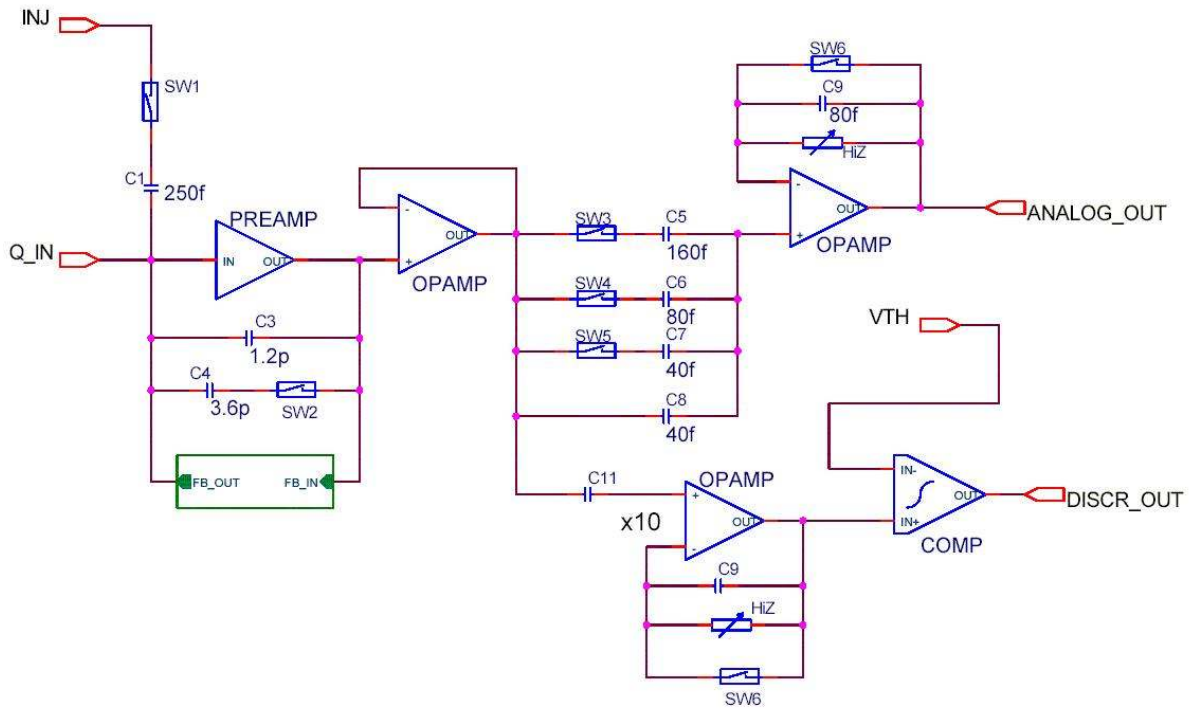 INJ
SW1
C1
250f
PREAMP
Q_IN
IN
OUT
C3
1.2p
C4
3.6p
SW2
FB_OUT
FB_IN
-
+
OUT
OPAMP
SW3
C5
160f
SW4
C6
80f
SW5
C7
40f
C8
40f
SW6
C9
80f
HiZ
-
+
OUT
OPAMP
ANALOG_OUT
VTH
C11
OPAMP
+
-
OUT
x10
C9
HiZ
SW6
IN-
IN+
OUT
COMP
DISCR_OUT